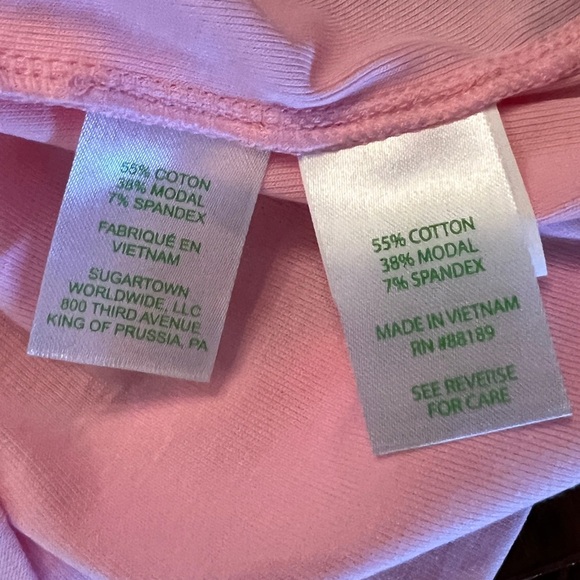 55% COTON
38% MODAL
7% SPANDEX
FABRIQUÉ EN
VIETNAM
SUGARTOWN
WORLDWIDE, LLC
800 THIRD AVENUE
KING OF PRUSSIA, PA
55% COTTON
38% MODAL
7% SPANDEX
MADE IN VIETNAM
RN #88189
SEE REVERSE
FOR CARE